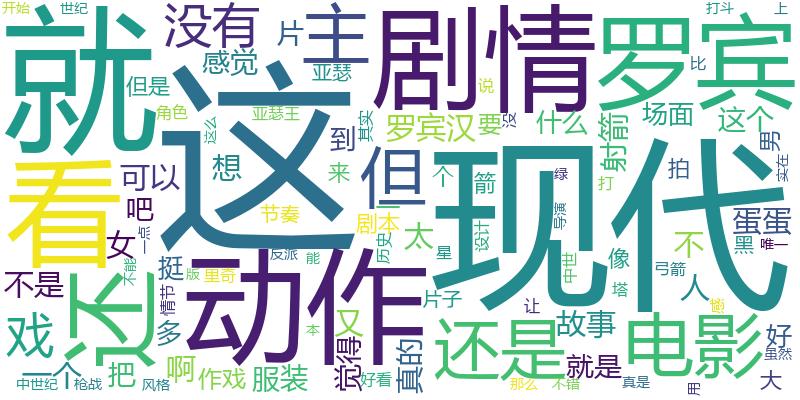 开始
世纪
没有
主
剧情
打斗
上
就
片
感觉
亚瑟
罗宾
但是
这
说
比
角色
亚瑟王
到
其实
罗宾汉
要
没
什么
射箭
场面
这个
男
看
可以
想
来
但
个
箭
现代
绿
打
拍
实在
吧
女
一点
节奏
剧本
历史
太
星
设计
导演
中世
像
不
黑
蛋蛋
唯一
不是
还
不能
挺
版
里奇
反派
能
动作
片子
让
塔
弓箭
人
戏
多
情节
本
又
觉得
真的
还是
故事
电影
好
虽然
一个
把
啊
作戏
服装
好看
就是
大
中世纪
枪战
风格
那么
不错
真是
用
这么